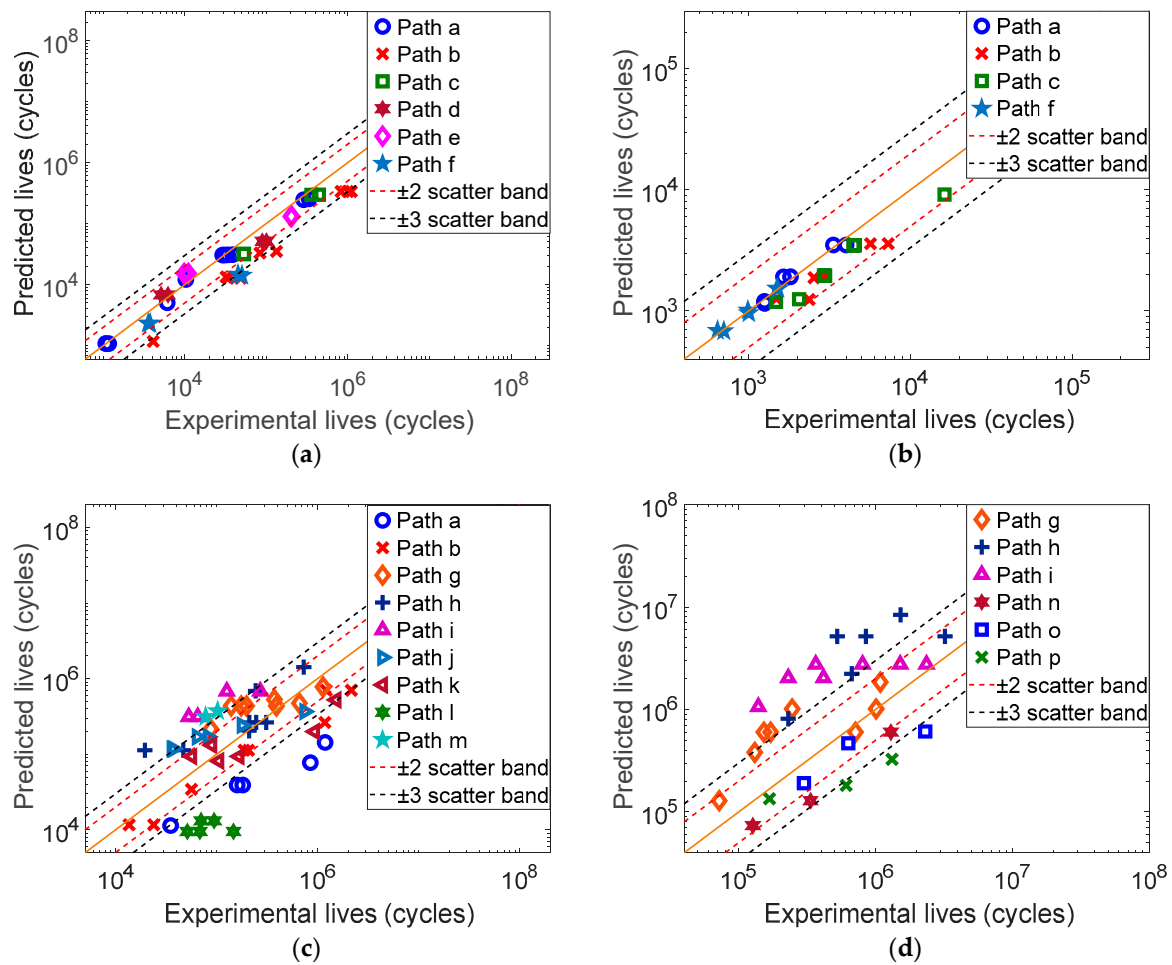 10^8
10^6
10^4
Predicted lives (cycles)
Path a
Path b
Path c
Path d
Path e
Path f
±2 scatter band
±3 scatter band
10^4
10^6
10^8
Experimental lives (cycles)
(a)
10^5
10^4
10^3
Predicted lives (cycles)
Path a
Path b
Path c
Path f
±2 scatter band
±3 scatter band
10^3
10^4
10^5
Experimental lives (cycles)
(b)
10^8
10^6
10^4
Predicted lives (cycles)
Path a
Path b
Path g
Path h
Path i
Path j
Path k
Path l
Path m
±2 scatter band
±3 scatter band
10^4
10^6
10^8
Experimental lives (cycles)
(c)
10^8
10^7
10^6
10^5
Predicted lives (cycles)
Path g
Path h
Path i
Path n
Path o
Path p
±2 scatter band
±3 scatter band
10^5
10^6
10^7
10^8
Experimental lives (cycles)
(d)